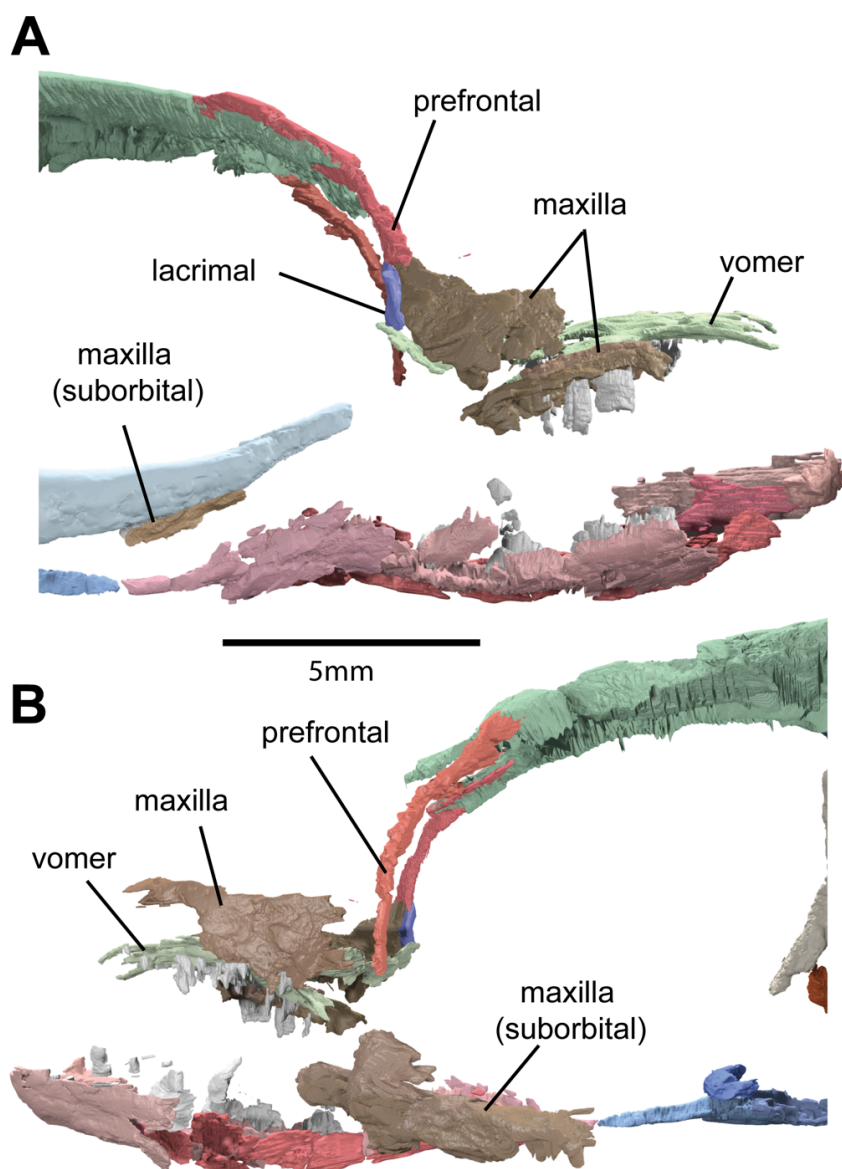 A
prefrontal
maxilla
vomer
lacrimal
maxilla
(suborbital)
5mm
B
prefrontal
maxilla
vomer
maxilla
(suborbital)